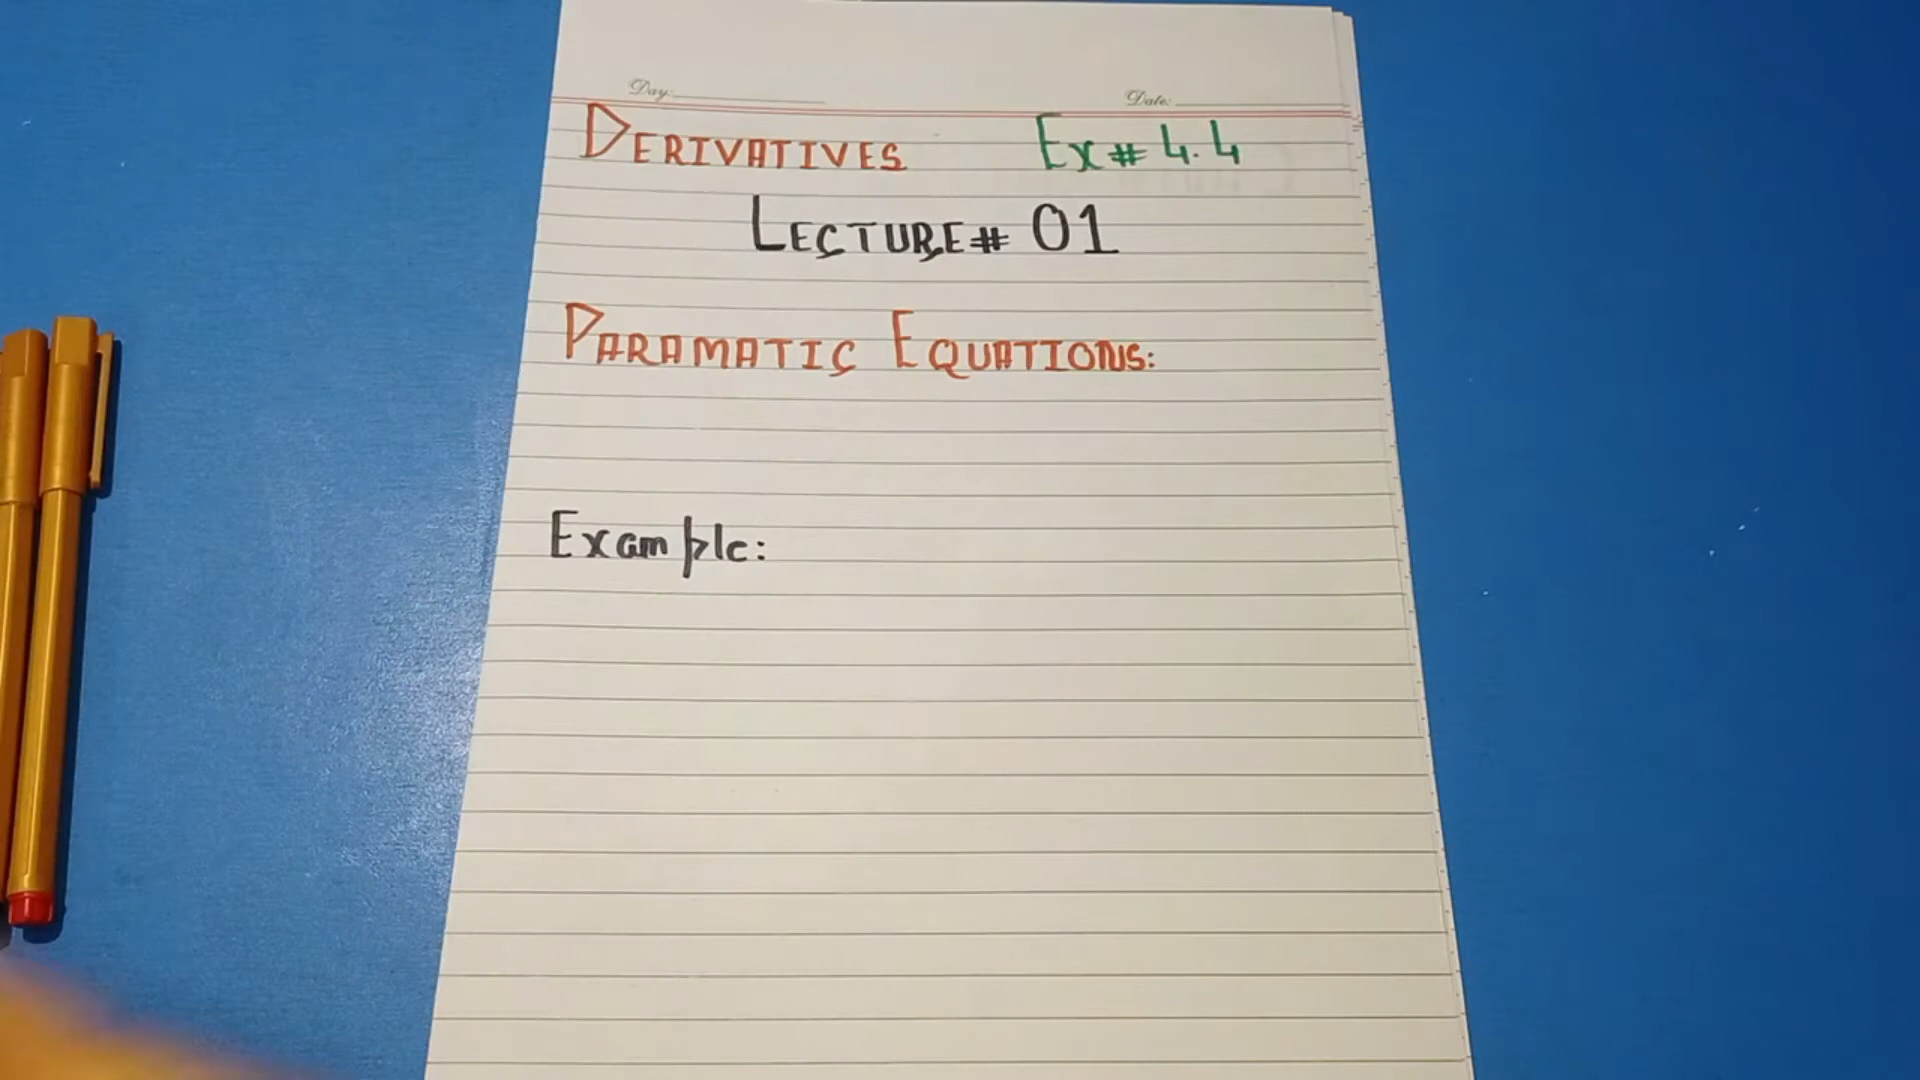 Day: Date:
DERIVATIVES Ex# 4.4
LECTURE# 01
PARAMATIC EQUATIONS:
Example: